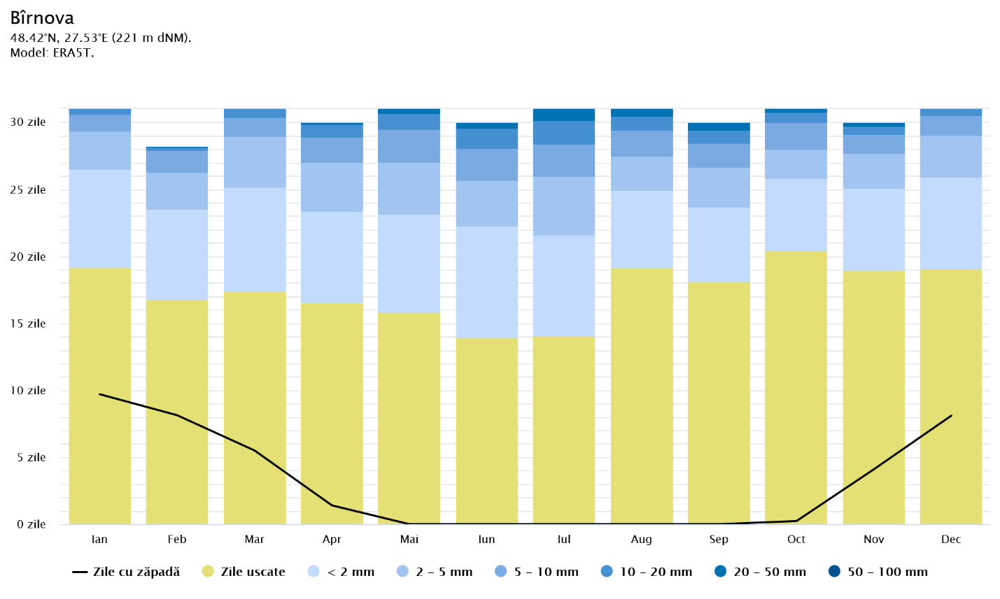 Bîrnova
48.42°N, 27.53°E (221 m dNM).
Model: ERA5T.
30 zile
25 zile
20 zile
15 zile
10 zile
5 zile
0 zile
Ian Feb Mar Apr Mai Iun Iul Aug Sep Oct Nov Dec
Zile cu zăpadă Zile uscate < 2 mm 2 – 5 mm 5 – 10 mm 10 – 20 mm 20 – 50 mm 50 – 100 mm